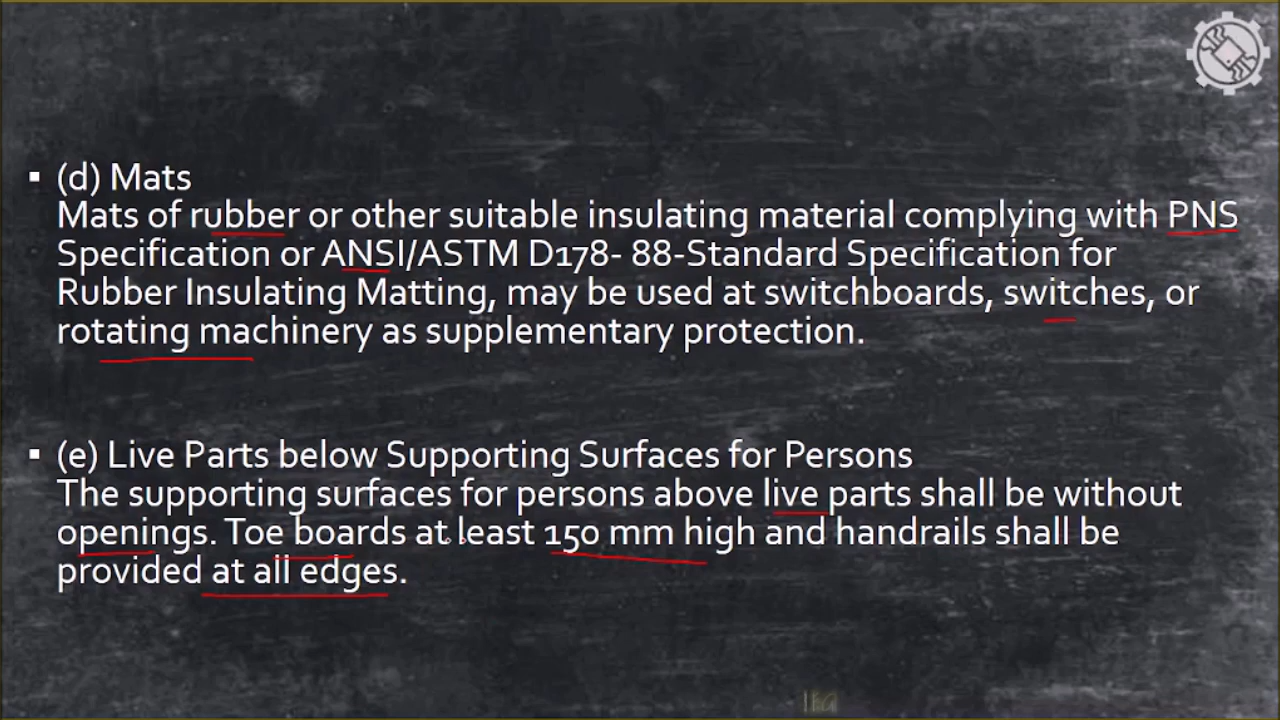 ▪ (d) Mats
Mats of rubber or other suitable insulating material complying with PNS
Specification or ANSI/ASTM D178- 88-Standard Specification for
Rubber Insulating Matting, may be used at switchboards, switches, or
rotating machinery as supplementary protection.
▪ (e) Live Parts below Supporting Surfaces for Persons
The supporting surfaces for persons above live parts shall be without
openings. Toe boards at least 150 mm high and handrails shall be
provided at all edges.